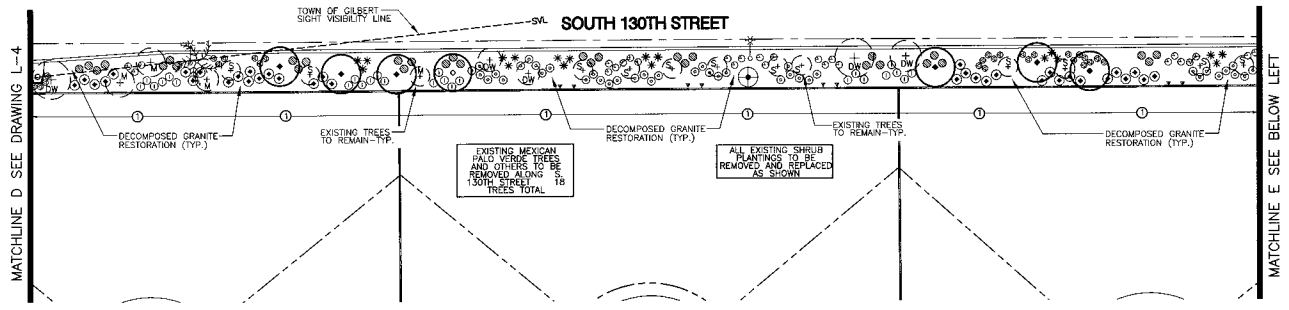 TOWN OF GILBERT
SIGHT VISIBILITY LINE
SVL
SOUTH 130TH STREET
MATCHLINE D SEE DRAWING L-4
MATCHLINE E SEE BELOW LEFT
DW
M
M
S
M
DW
DW
S
S
S
S
DW
DW
1
1
1
1
1
DECOMPOSED GRANITE
RESTORATION (TYP.)
EXISTING TREES
TO REMAIN-TYP.
DECOMPOSED GRANITE
RESTORATION (TYP.)
EXISTING TREES
TO REMAIN-TYP.
DECOMPOSED GRANITE
RESTORATION (TYP.)
EXISTING MEXICAN
PALO VERDE TREES
AND OTHERS TO BE
REMOVED ALONG S.
130TH STREET 18
TREES TOTAL
ALL EXISTING SHRUB
PLANTINGS TO BE
REMOVED AND REPLACED
AS SHOWN